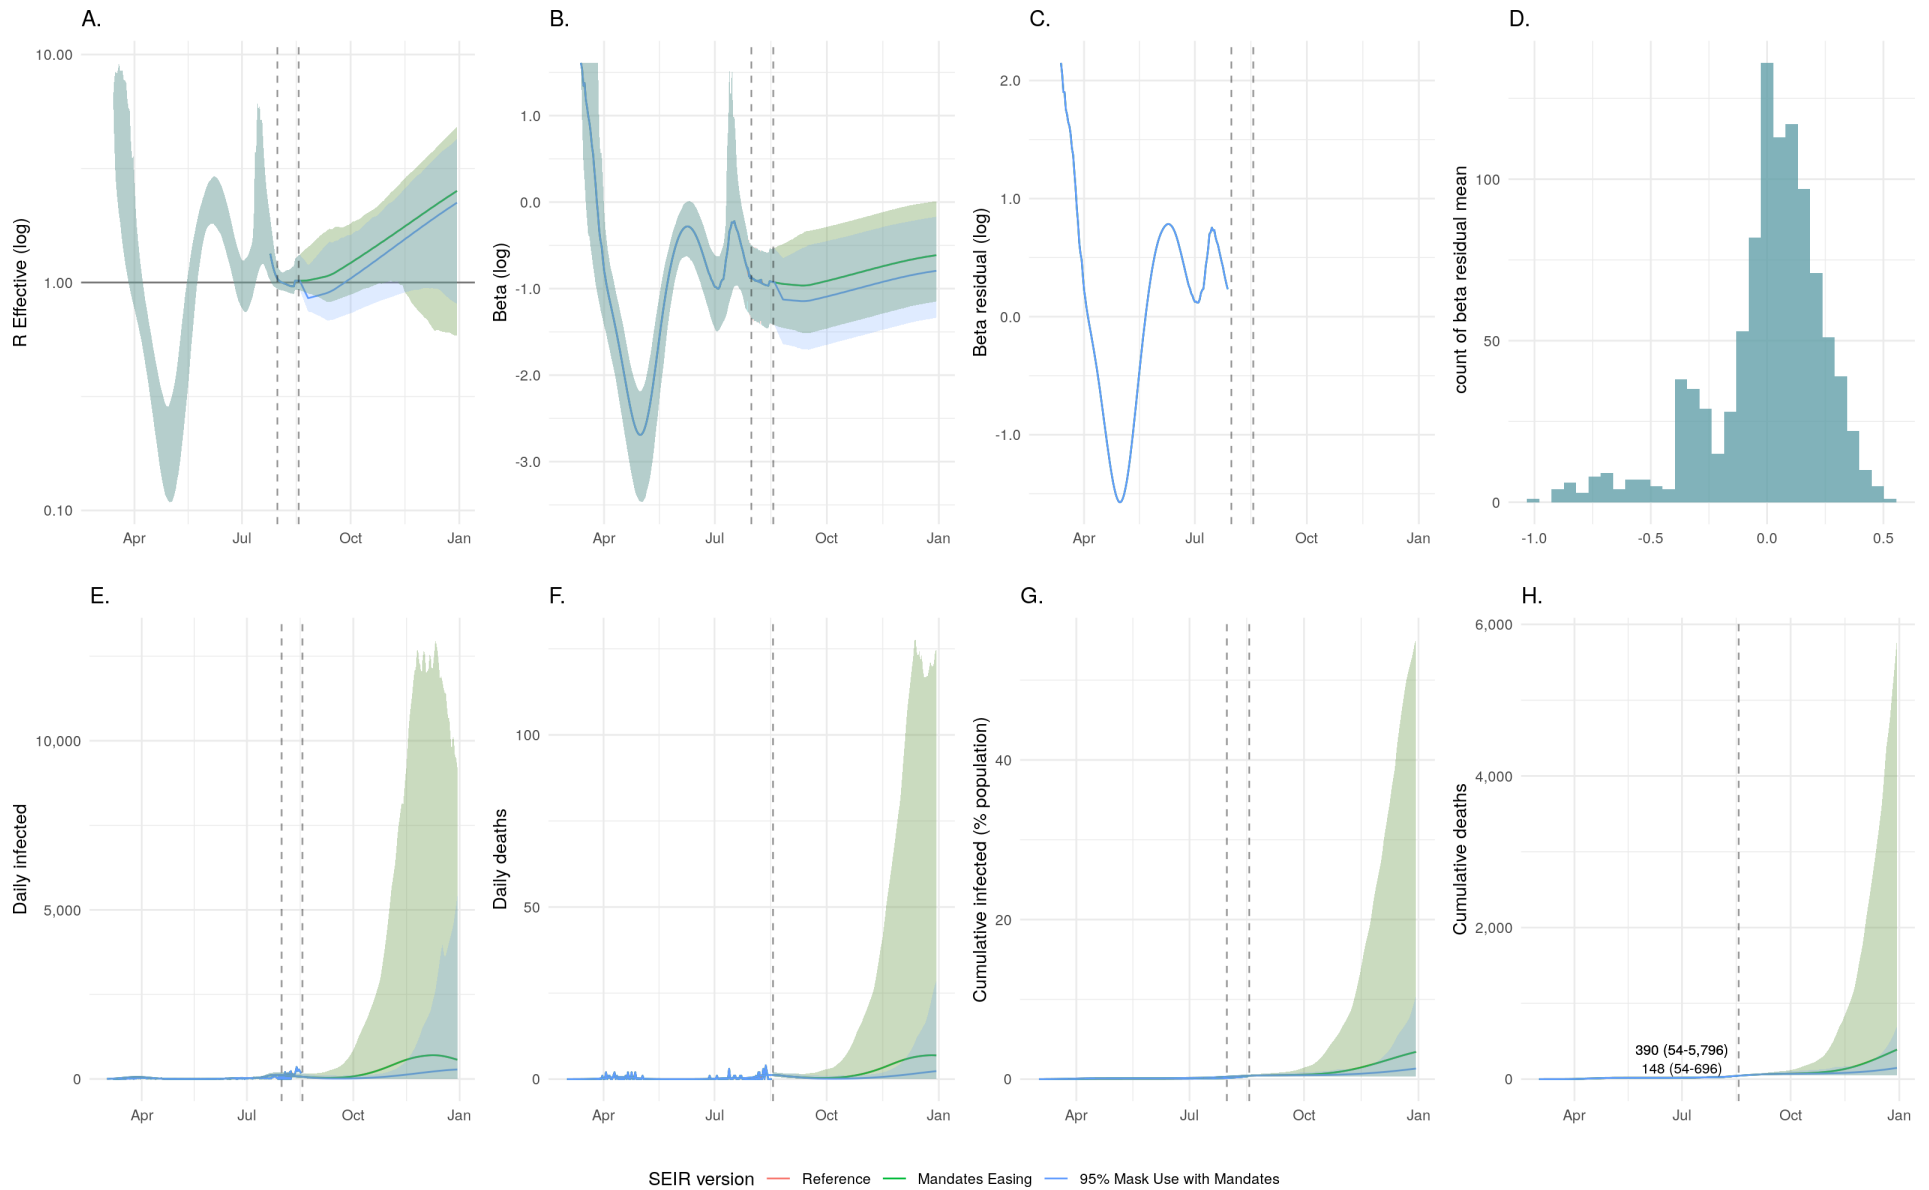 A.
B.
C.
D.
R Effective (log)
10.00
1.00
0.10
Apr
Jul
Oct
Jan
Beta (log)
1.0
0.0
-1.0
-2.0
-3.0
Apr
Jul
Oct
Jan
Beta residual (log)
2.0
1.0
0.0
-1.0
Apr
Jul
Oct
Jan
count of beta residual mean
100
50
0
-1.0
-0.5
0.0
0.5
E.
F.
G.
H.
Daily infected
10,000
5,000
0
Apr
Jul
Oct
Jan
Daily deaths
100
50
0
Apr
Jul
Oct
Jan
Cumulative infected (% population)
40
20
0
Apr
Jul
Oct
Jan
Cumulative deaths
6,000
4,000
2,000
0
390 (54-5,796)
148 (54-696)
Apr
Jul
Oct
Jan
SEIR version
Reference
Mandates Easing
95% Mask Use with Mandates